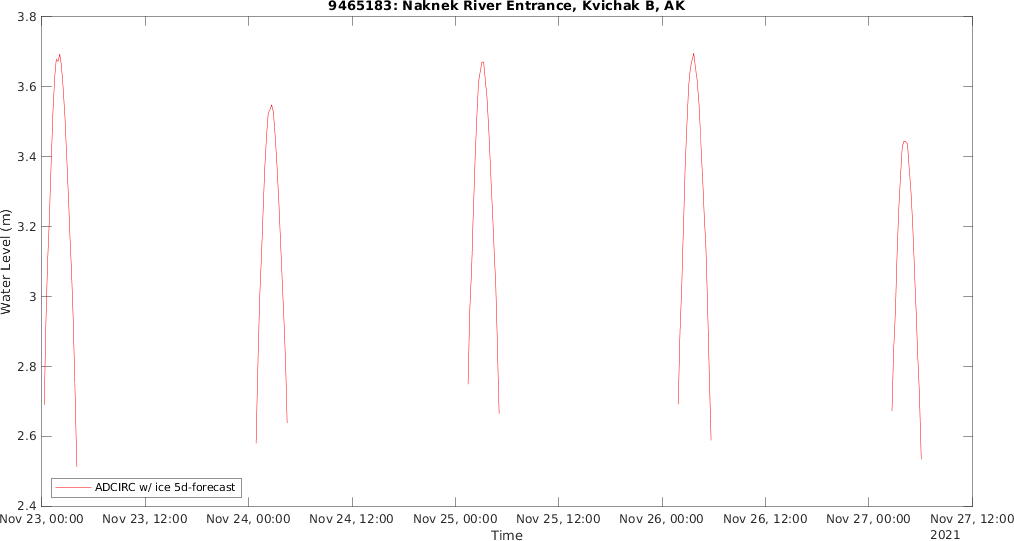 9465183: Naknek River Entrance, Kvichak B, AK
Water Level (m)
3.8
3.6
3.4
3.2
3
2.8
2.6
2.4
ADCIRC w/ ice 5d-forecast
Nov 23, 00:00 Nov 23, 12:00 Nov 24, 00:00 Nov 24, 12:00 Nov 25, 00:00 Nov 25, 12:00 Nov 26, 00:00 Nov 26, 12:00 Nov 27, 00:00 Nov 27, 12:00
Time
2021